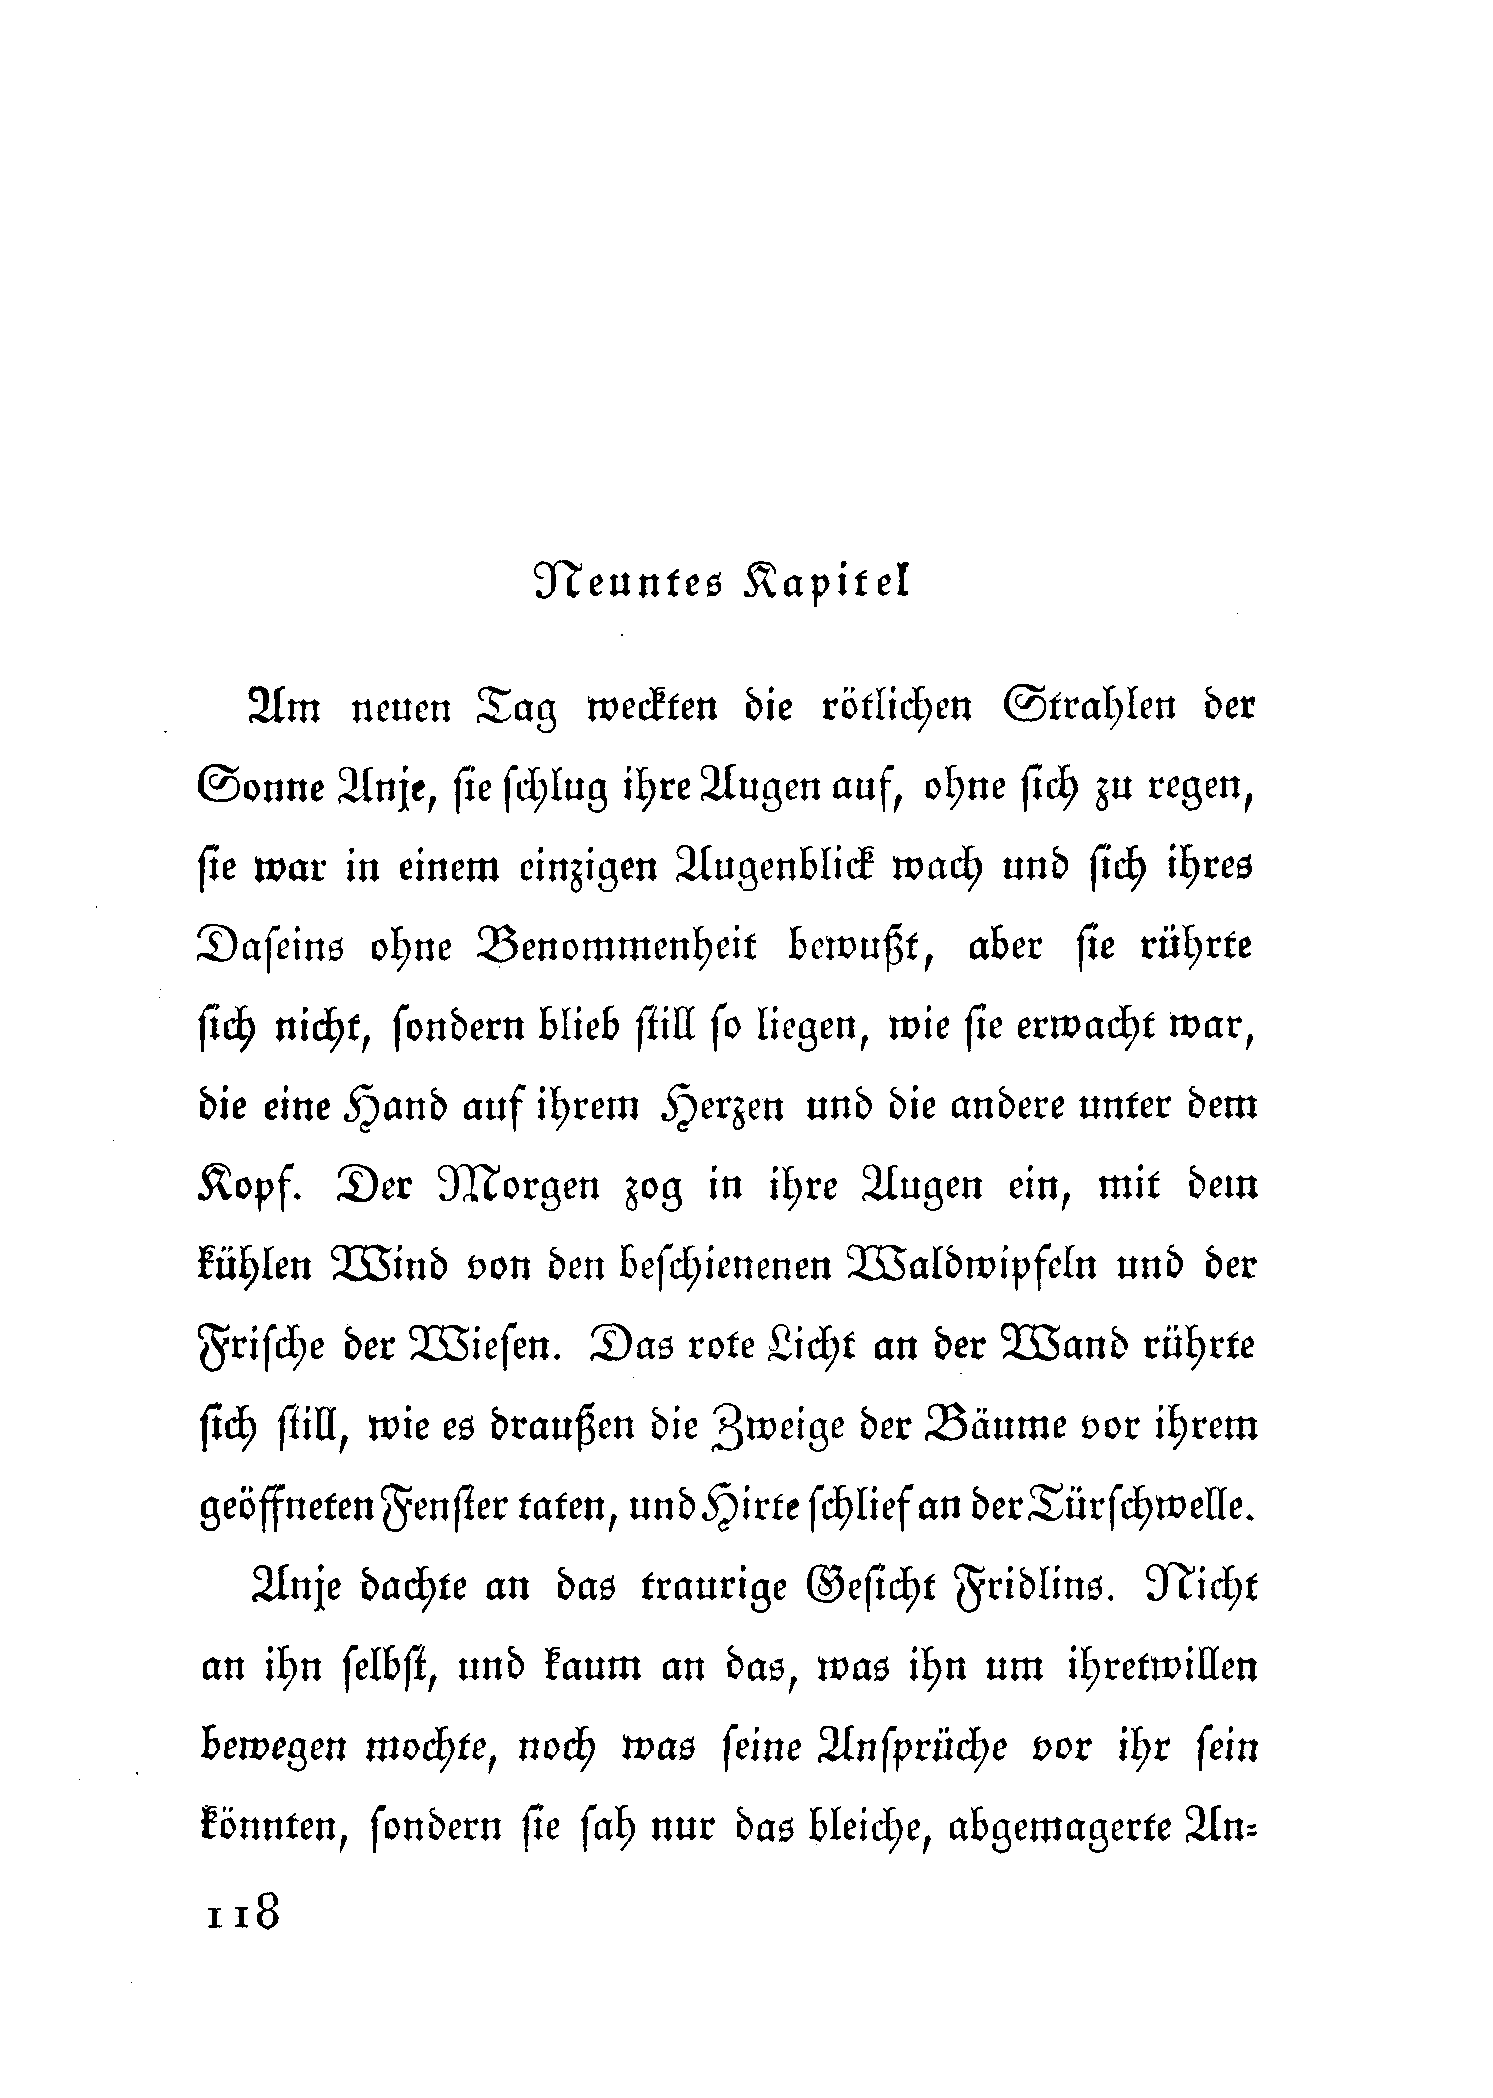 Neuntes Kapitel
Am neuen Tag weckten die rötlichen Strahlen der
Sonne Anje, sie schlug ihre Augen auf, ohne sich zu regen,
sie war in einem einzigen Augenblick wach und sich ihres
Daseins ohne Benommenheit bewußt, aber sie rührte
sich nicht, sondern blieb still so liegen, wie sie erwacht war,
die eine Hand auf ihrem Herzen und die andere unter dem
Kopf. Der Morgen zog in ihre Augen ein, mit dem
kühlen Wind von den beschienenen Waldwipfeln und der
Frische der Wiesen. Das rote Licht an der Wand rührte
sich still, wie es draußen die Zweige der Bäume vor ihrem
geöffneten Fenster taten, und Hirte schlief an der Türschwelle.
Anje dachte an das traurige Gesicht Fridlins. Nicht
an ihn selbst, und kaum an das, was ihn um ihretwillen
bewegen mochte, noch was seine Ansprüche vor ihr sein
könnten, sondern sie sah nur das bleiche, abgemagerte An-
118